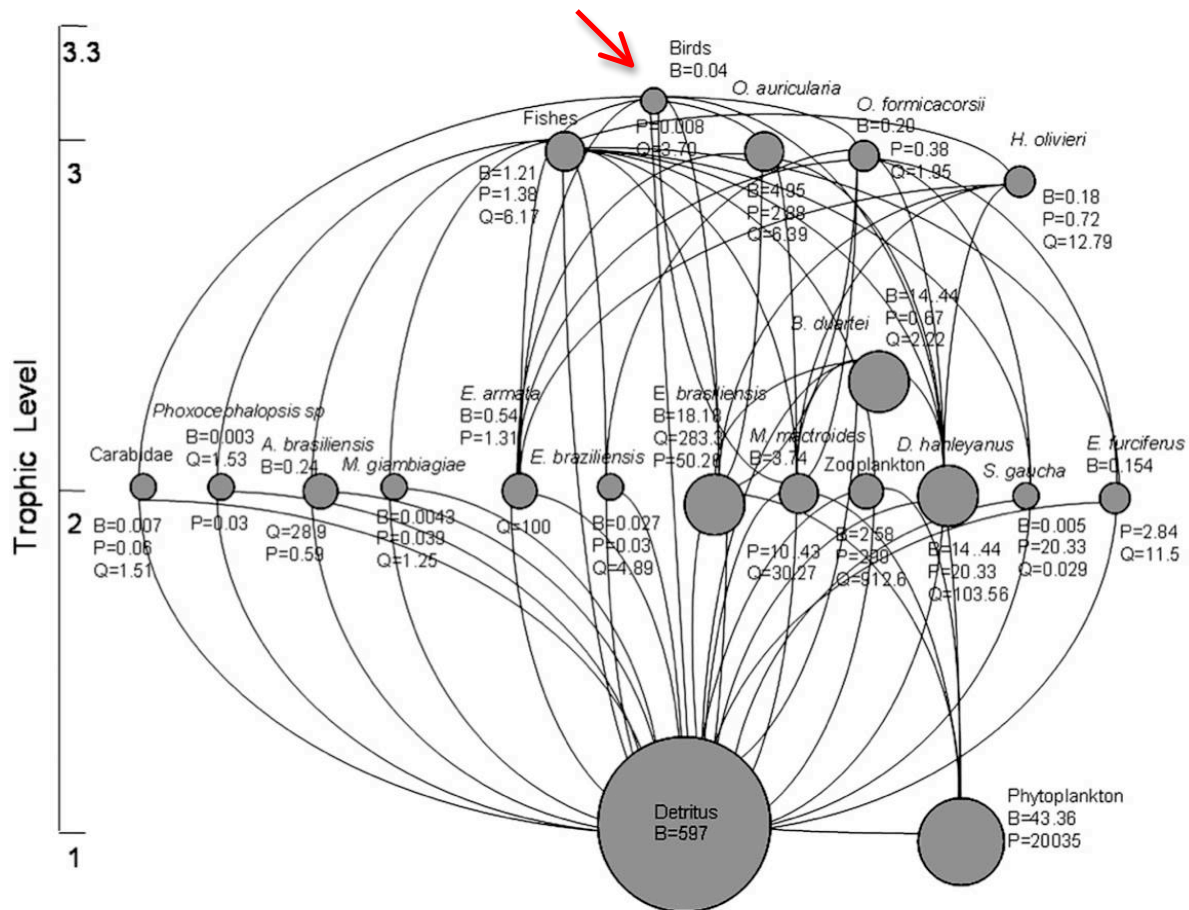 3.3
Birds
B=0.04
O. auricularia
O. formicacorsii
B=0.20
Fishes
P=0.008
Q=3.70
P=0.38
Q=1.95
H. olivieri
3
B=1.21
P=1.38
Q=6.17
B=4.95
P=2.88
Q=6.39
B=0.18
P=0.72
Q=12.79
B=14..44
P=0.67
Q=2.22
B. duartei
Trophic Level
E. armata
B=0.54
P=1.31
E. brasiliensis
B=18.18
Q=283.3
P=50.26
Phoxocephalopsis sp
B=0.003
Q=1.53
Carabidae
A. brasiliensis
B=0.24
M. giambiagiae
E. braziliensis
M. mactroides
B=3.74
Zooplankton
D. hanleyanus
S. gaucha
E. furciferus
B=0.154
2
B=0.007
P=0.06
Q=1.51
P=0.03
Q=28.9
P=0.59
B=0.0043
P=0.039
Q=1.25
Q=100
B=0.027
P=0.03
Q=4.89
P=10..43
Q=30.27
B=2.58
P=239
Q=912.6
B=14..44
P=20.33
Q=103.56
B=0.005
P=20.33
Q=0.029
P=2.84
Q=11.5
Detritus
B=597
Phytoplankton
B=43.36
P=20035
1